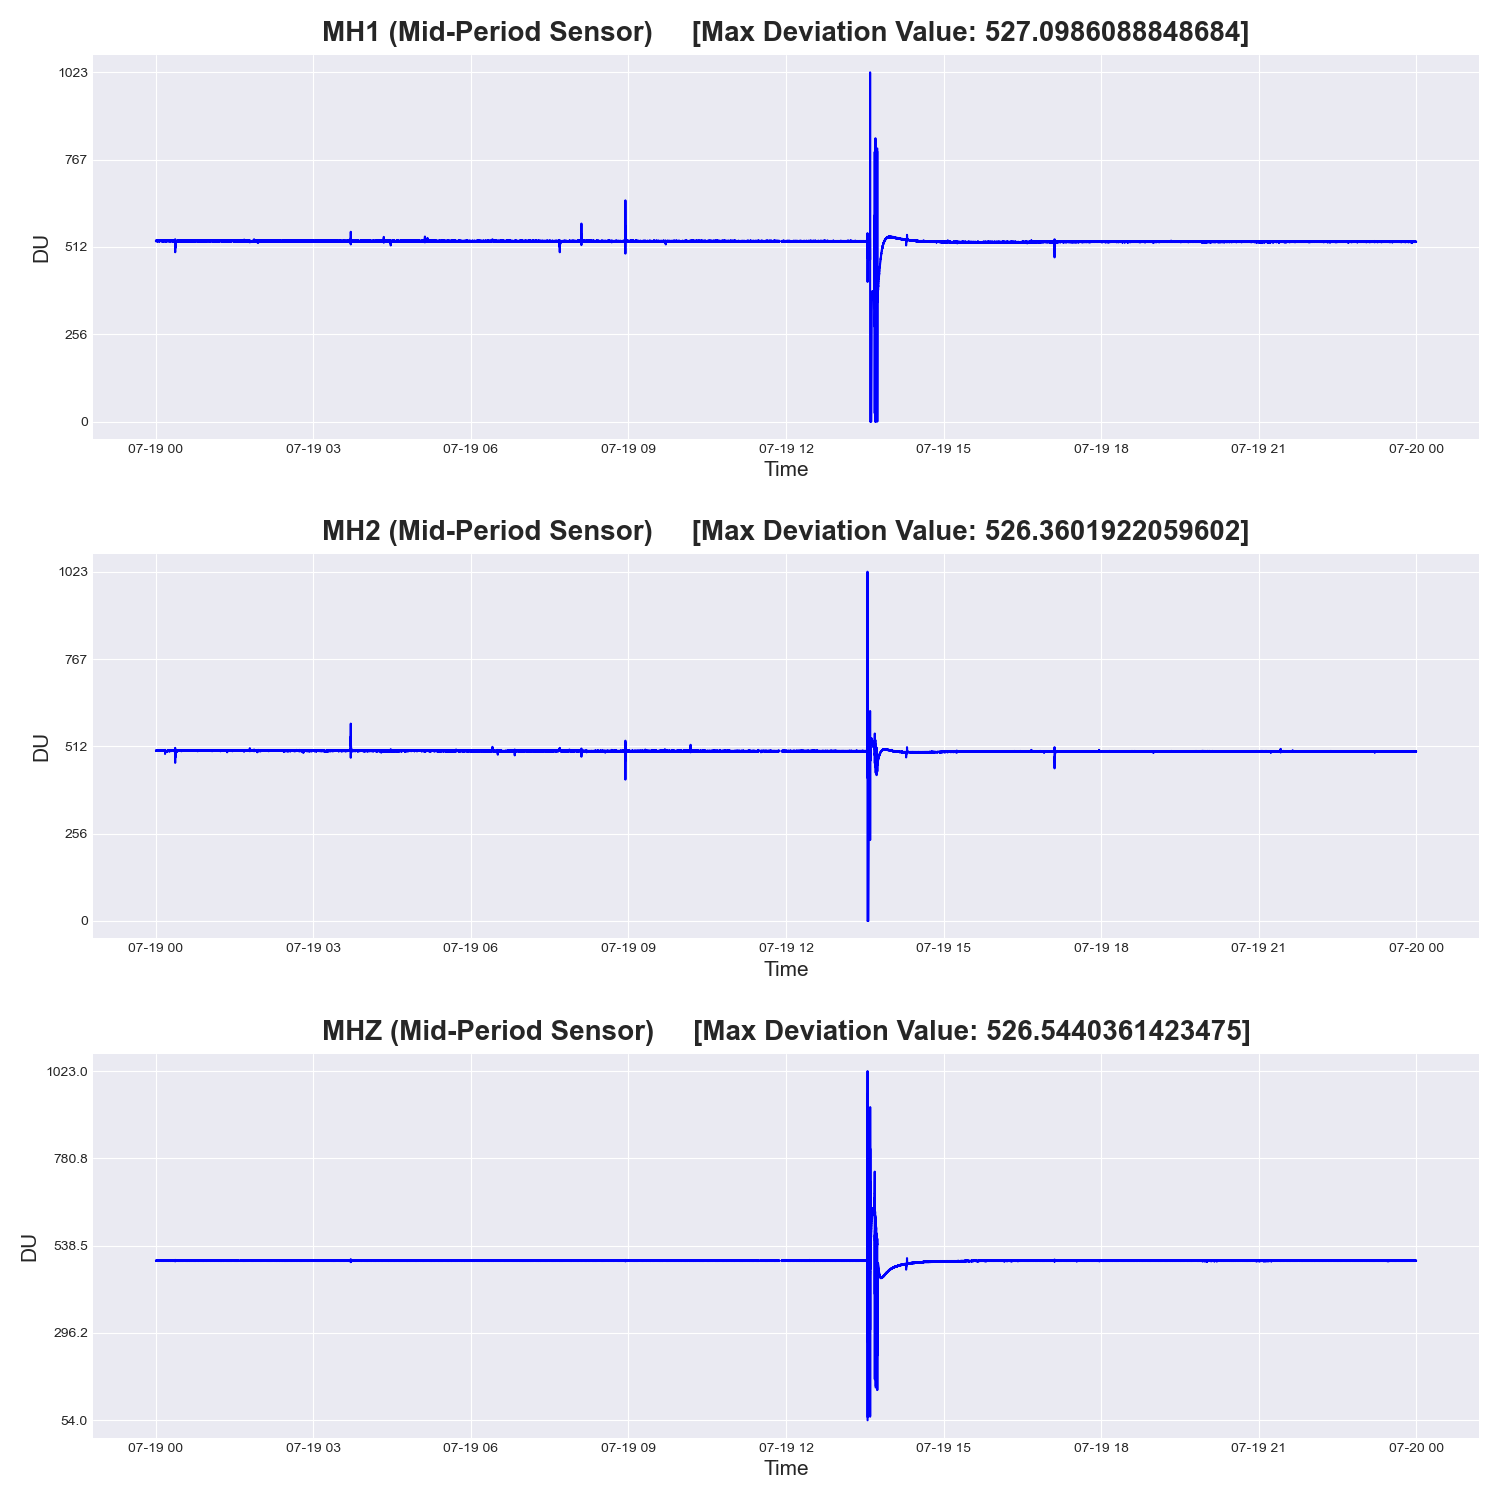 MH1 (Mid-Period Sensor) [Max Deviation Value: 527.0986088848684]
1023
767
512
256
0
DU
07-19 00 07-19 03 07-19 06 07-19 09 07-19 12 07-19 15 07-19 18 07-19 21 07-20 00
Time
MH2 (Mid-Period Sensor) [Max Deviation Value: 526.3601922059602]
1023
767
512
256
0
DU
07-19 00 07-19 03 07-19 06 07-19 09 07-19 12 07-19 15 07-19 18 07-19 21 07-20 00
Time
MHZ (Mid-Period Sensor) [Max Deviation Value: 526.5440361423475]
1023.0
780.8
538.5
296.2
54.0
DU
07-19 00 07-19 03 07-19 06 07-19 09 07-19 12 07-19 15 07-19 18 07-19 21 07-20 00
Time